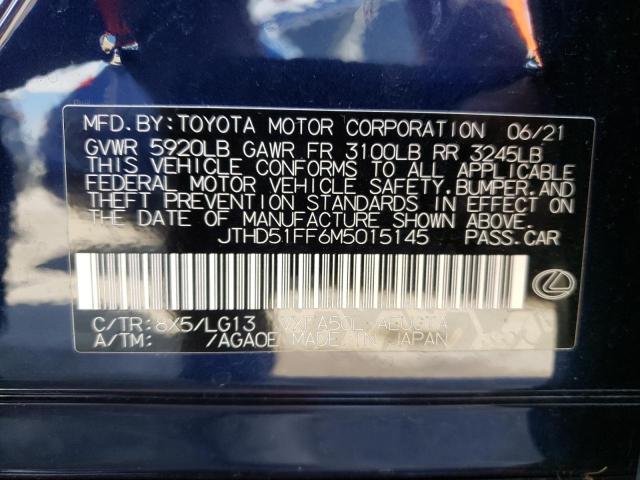 MFD.BY:TOYOTA MOTOR CORPORATION 06/21
GVWR 5920LB GAWR FR 3100LB RR 3245LB
THIS VEHICLE CONFORMS TO ALL APPLICABLE
FEDERAL MOTOR VEHICLE SAFETY, BUMPER, AND
THEFT PREVENTION STANDARDS IN EFFECT
ON THE DATE OF MANUFACTURE SHOWN ABOVE.
JTHD51FF6M5015145 PASS.CAR
C/TR:8X5/LG13
A/TM: /AGA0E MADE IN JAPAN